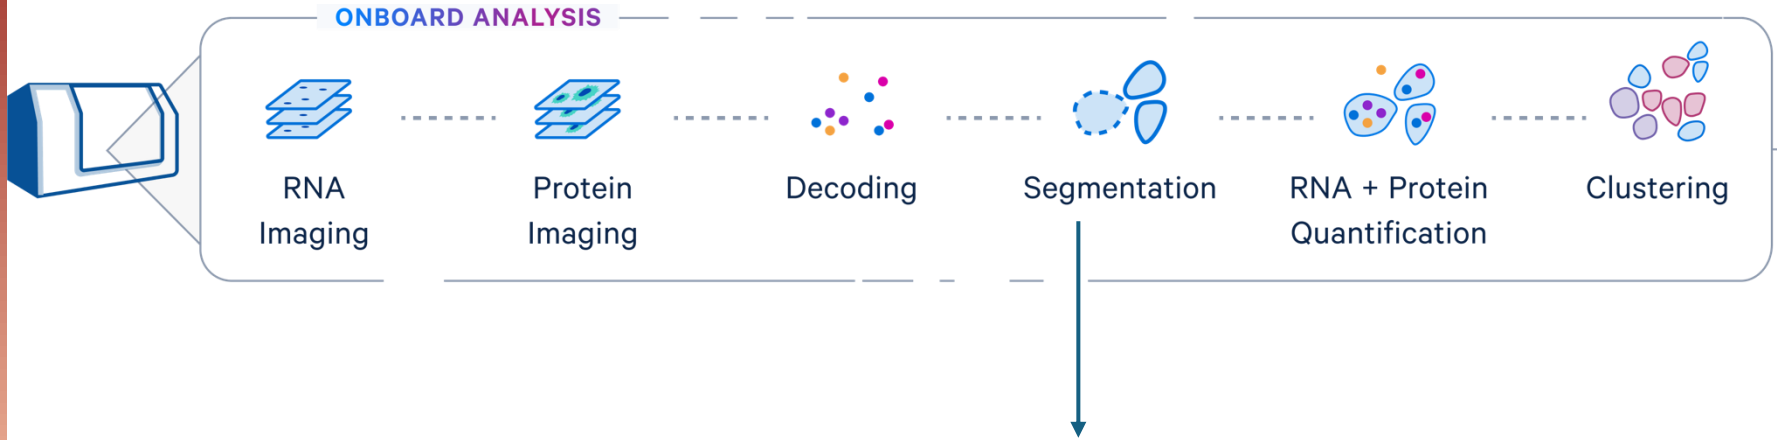 ONBOARD ANALYSIS
RNA
Imaging
Protein
Imaging
Decoding
Segmentation
RNA + Protein
Quantification
Clustering